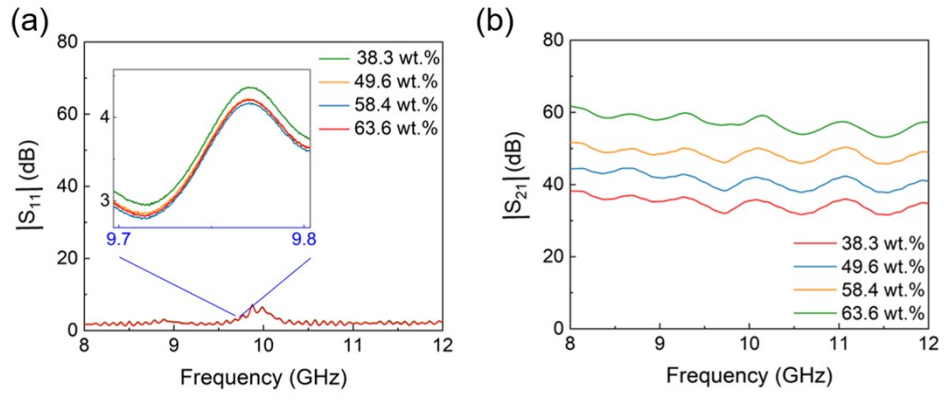 (a)
80
60
40
20
0
|S11| (dB)
8
9
10
11
12
Frequency (GHz)
38.3 wt.%
49.6 wt.%
58.4 wt.%
63.6 wt.%
4
3
9.7
9.8
(b)
80
60
40
20
0
|S21| (dB)
8
9
10
11
12
Frequency (GHz)
38.3 wt.%
49.6 wt.%
58.4 wt.%
63.6 wt.%